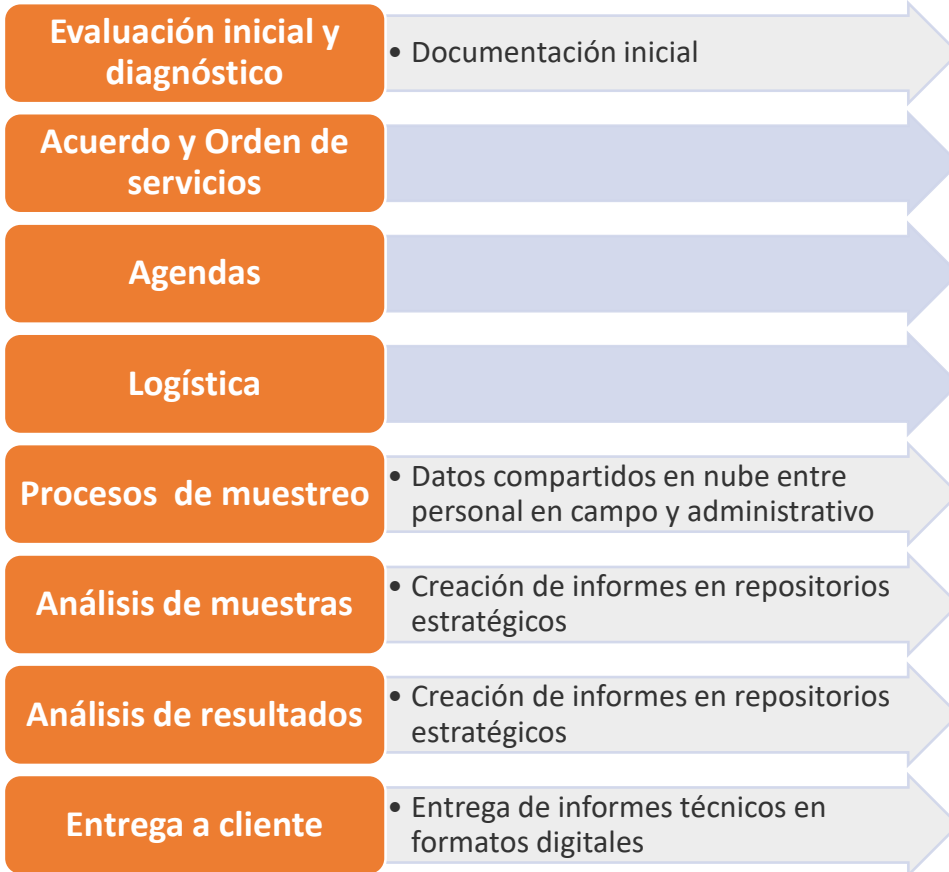 Evaluación inicial y
diagnóstico
• Documentación inicial
Acuerdo y Orden de
servicios
Agendas
Logística
Procesos  de muestreo
• Datos compartidos en nube entre
personal en campo y administrativo
Análisis de muestras
• Creación de informes en repositorios
estratégicos
Análisis de resultados
• Creación de informes en repositorios
estratégicos
Entrega a cliente
• Entrega de informes técnicos en
formatos digitales